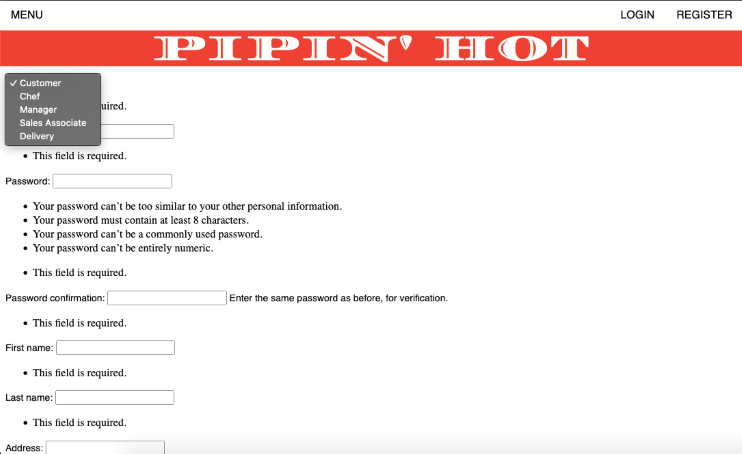 MENU LOGIN REGISTER
PIPIN' HOT
✓ Customer
Chef
Manager
Sales Associate
Delivery
• This field is required.
Password:
• Your password can't be too similar to your other personal information.
• Your password must contain at least 8 characters.
• Your password can't be a commonly used password.
• Your password can't be entirely numeric.
• This field is required.
Password confirmation: Enter the same password as before, for verification.
• This field is required.
First name:
• This field is required.
Last name:
• This field is required.
Address: